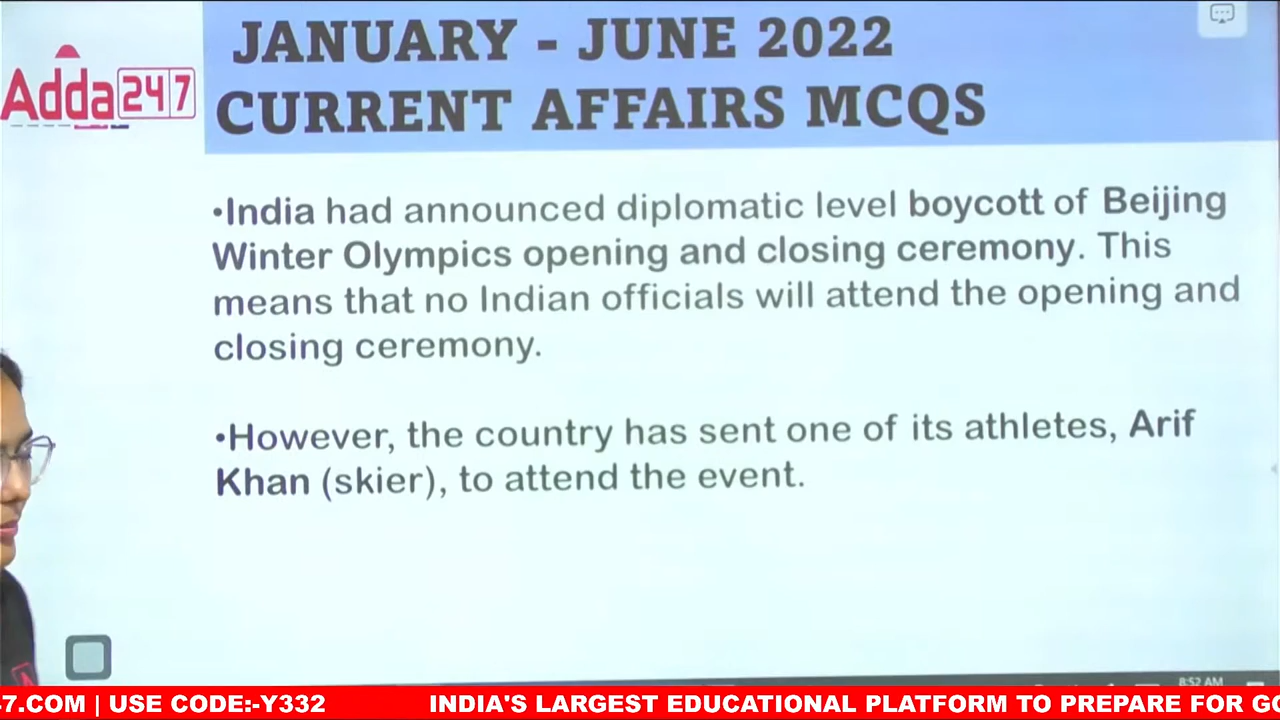 JANUARY - JUNE 2022
Adda247
CURRENT AFFAIRS MCQS
•India had announced diplomatic level boycott of Beijing
Winter Olympics opening and closing ceremony. This
means that no Indian officials will attend the opening and
closing ceremony.
•However, the country has sent one of its athletes, Arif
Khan (skier), to attend the event.
8:52 AM
7.COM | USE CODE:-Y332 INDIA'S LARGEST EDUCATIONAL PLATFORM TO PREPARE FOR GO